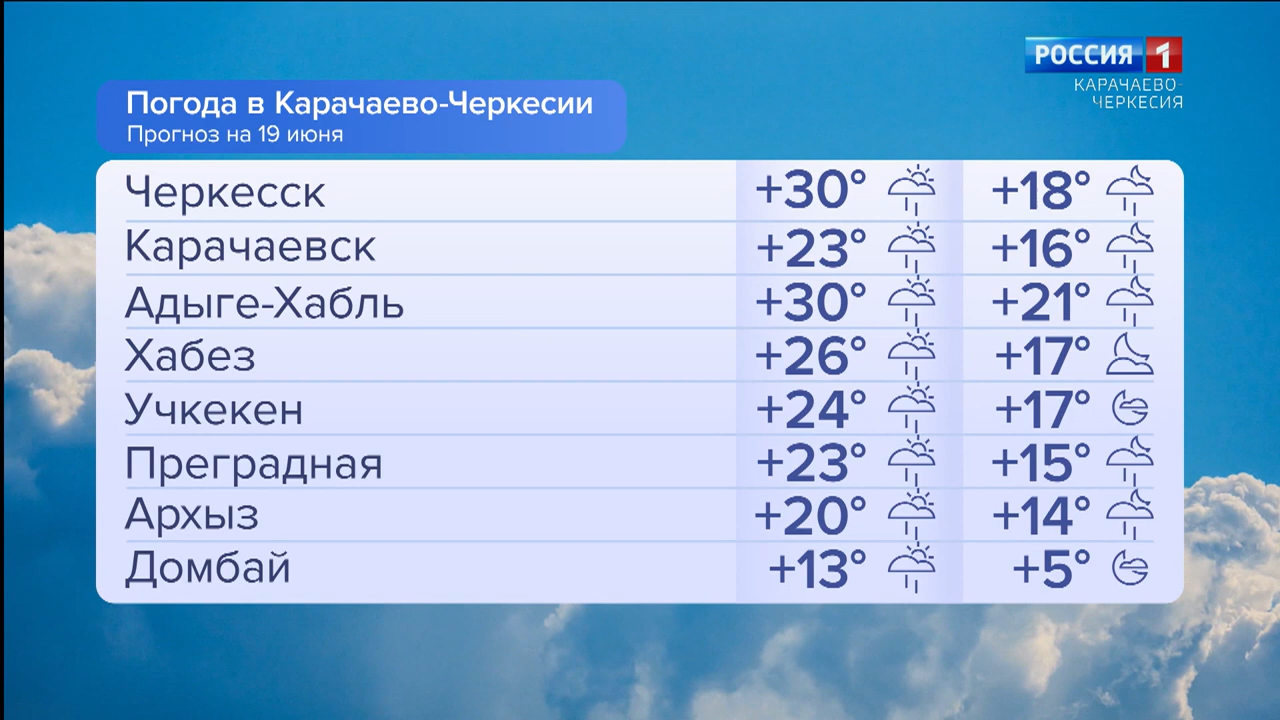 РОССИЯ 1
КАРАЧАЕВО-
ЧЕРКЕСИЯ
Погода в Карачаево-Черкесии
Прогноз на 19 июня
Черкесск +30° +18°
Карачаевск +23° +16°
Адыге-Хабль +30° +21°
Хабез +26° +17°
Учкекен +24° +17°
Преградная +23° +15°
Архыз +20° +14°
Домбай +13° +5°